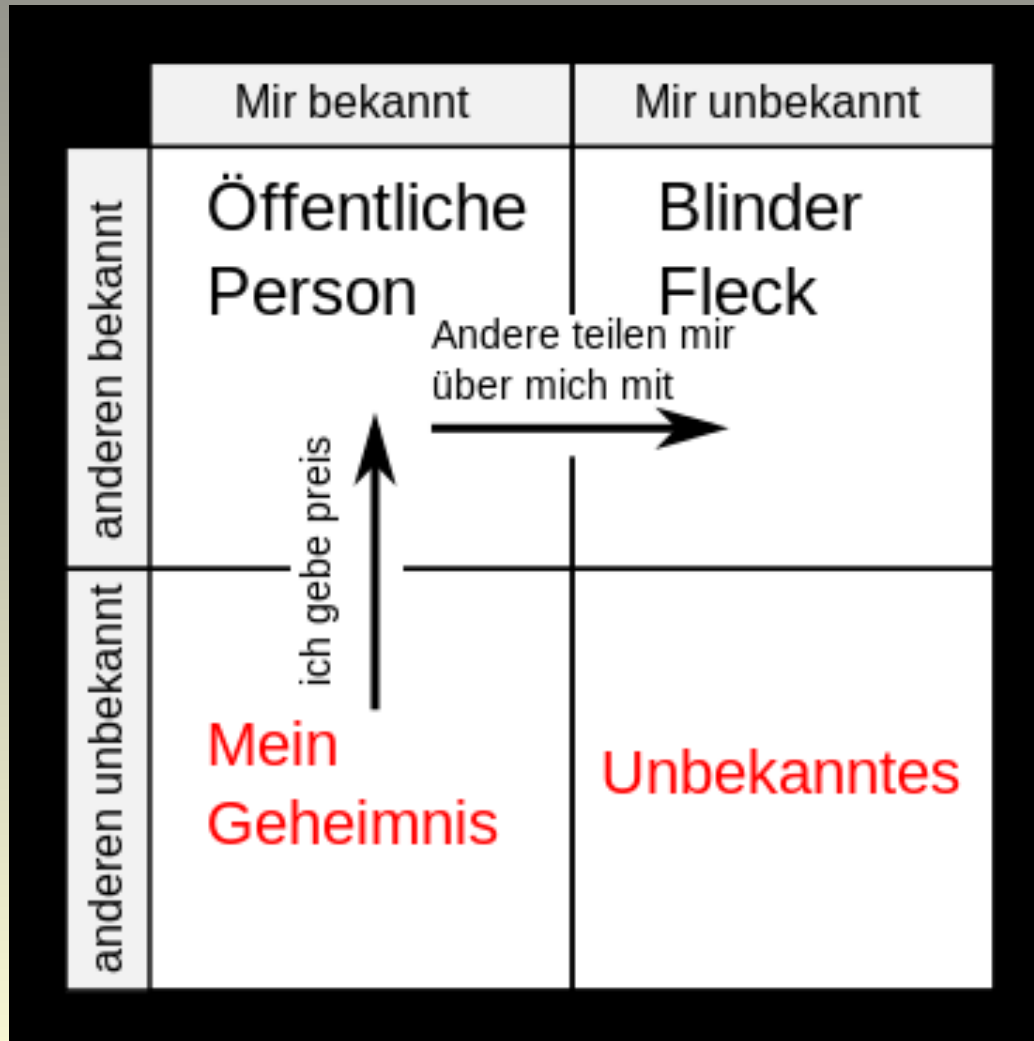 Mir bekannt
Mir unbekannt
anderen bekannt
Öffentliche
Person
Blinder
Fleck
Andere teilen mir
über mich mit
ich gebe preis
anderen unbekannt
Mein
Geheimnis
Unbekanntes